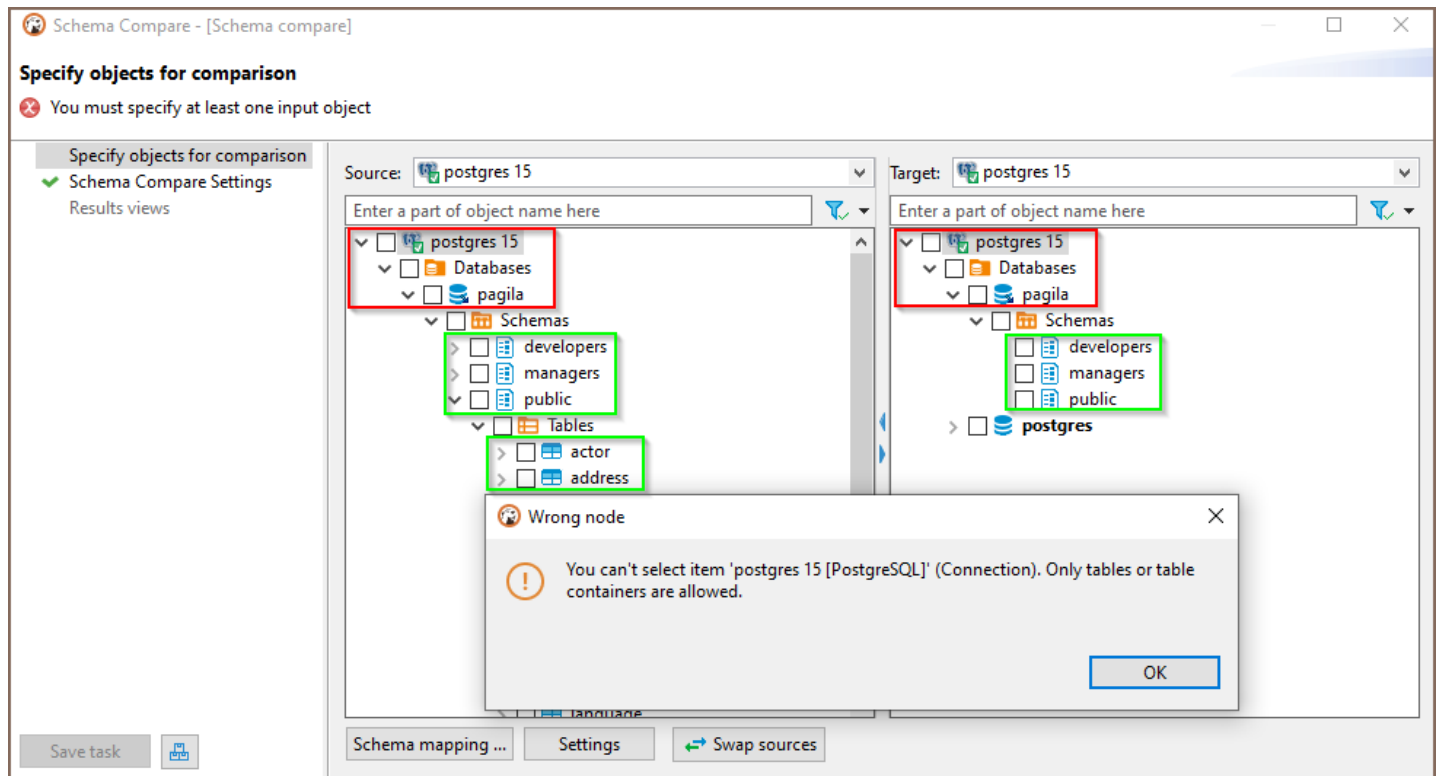 Schema Compare - [Schema compare]
Specify objects for comparison
You must specify at least one input object
Specify objects for comparison
Schema Compare Settings
Results views
Source: postgres 15
Enter a part of object name here
postgres 15
Databases
pagila
Schemas
developers
managers
public
Tables
actor
address
language
Target: postgres 15
Enter a part of object name here
postgres 15
Databases
pagila
Schemas
developers
managers
public
postgres
Wrong node
You can't select item 'postgres 15 [PostgreSQL]' (Connection). Only tables or table
containers are allowed.
OK
Schema mapping ...
Settings
Swap sources
Save task